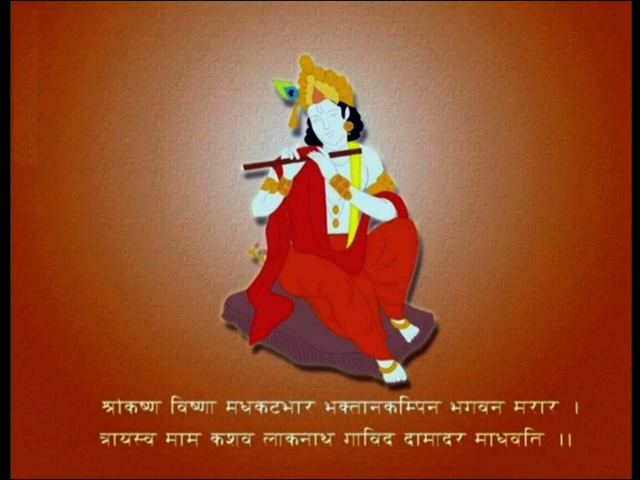 श्रीकष्ण विष्णा मधकटभार भक्तानकम्पिन भगवन मरार ।
त्रायस्व माम कशव लाकनाथ गाविद दामादर माधवति ।।